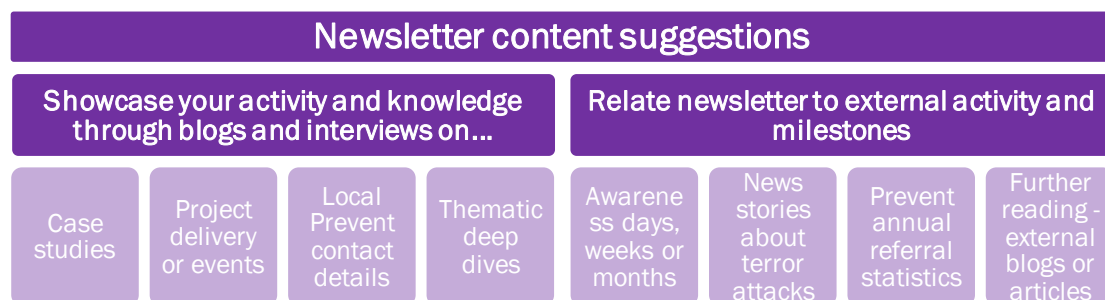 Newsletter content suggestions
Showcase your activity and knowledge
through blogs and interviews on...
Relate newsletter to external activity and
milestones
Case
studies
Project
delivery
or events
Local
Prevent
contact
details
Thematic
deep
dives
Awarene
ss days,
weeks or
months
News
stories
about
terror
attacks
Prevent
annual
referral
statistics
Further
reading -
external
blogs or
articles